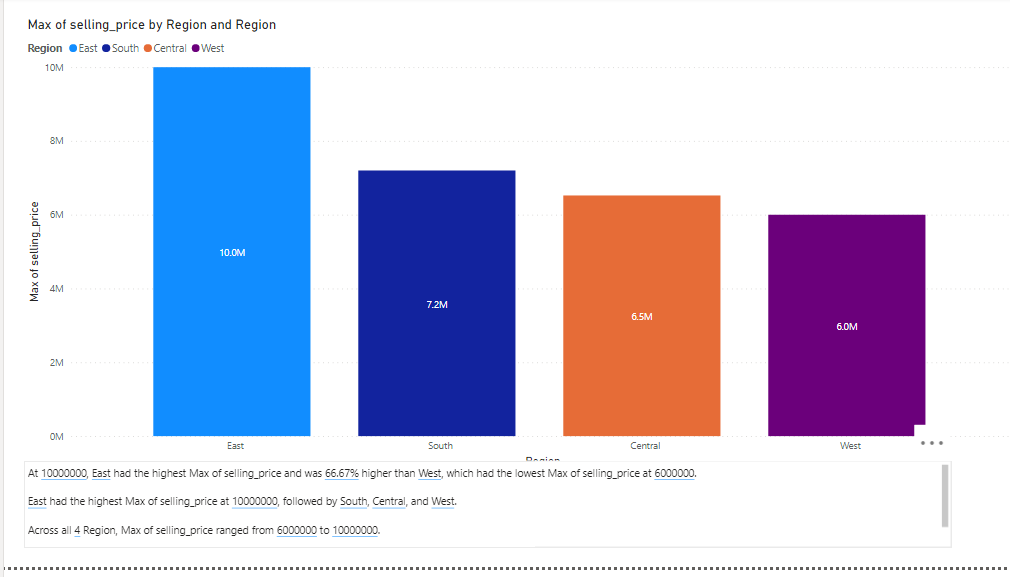 Max of selling_price by Region and Region
Region East South Central West
10M
8M
6M
4M
2M
0M
Max of selling_price
10.0M
7.2M
6.5M
6.0M
East South Central West
Region
At 10000000, East had the highest Max of selling_price and was 66.67% higher than West, which had the lowest Max of selling_price at 6000000.
East had the highest Max of selling_price at 10000000, followed by South, Central, and West.
Across all 4 Region, Max of selling_price ranged from 6000000 to 10000000.